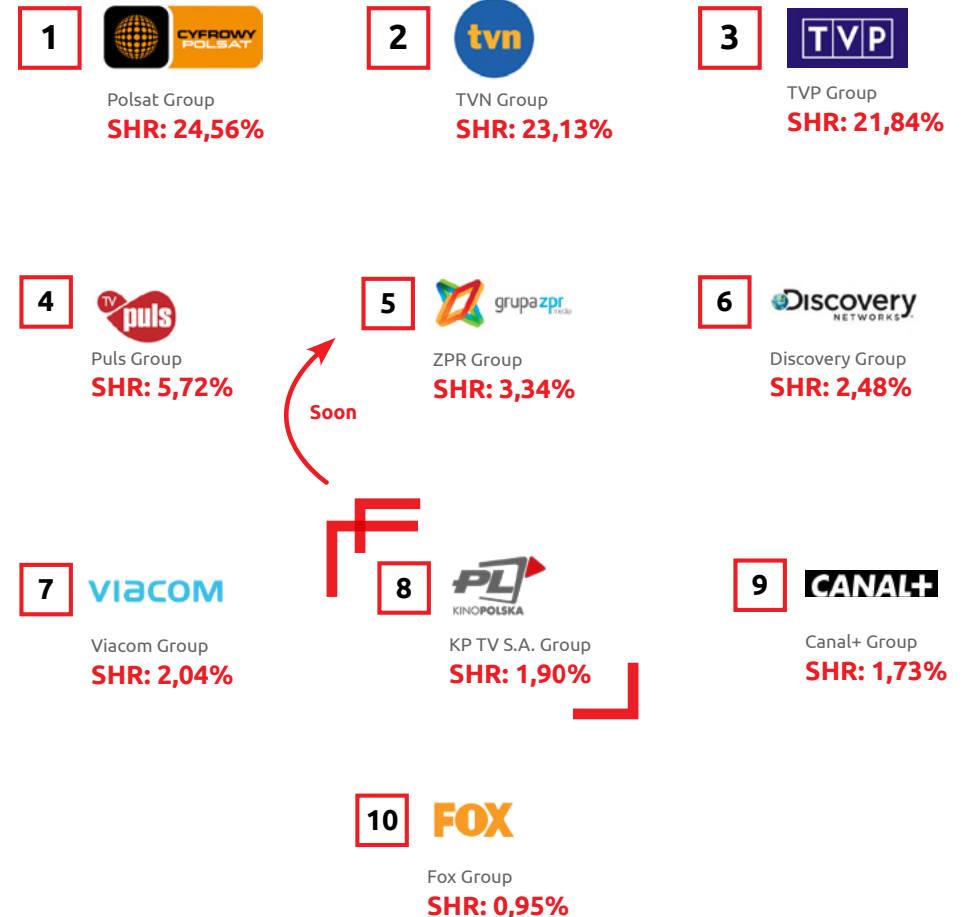 1
CYFROWY
POLSAT
Polsat Group
SHR: 24,56%
2
tvn
TVN Group
SHR: 23,13%
3
TVP
TVP Group
SHR: 21,84%
4
TV
puls
Puls Group
SHR: 5,72%
5
grupa zpr
media
ZPR Group
SHR: 3,34%
6
Discovery
NETWORKS
Discovery Group
SHR: 2,48%
Soon
7
VIACOM
Viacom Group
SHR: 2,04%
8
PL
KINOPOLSKA
KP TV S.A. Group
SHR: 1,90%
9
CANAL+
Canal+ Group
SHR: 1,73%
10
FOX
Fox Group
SHR: 0,95%